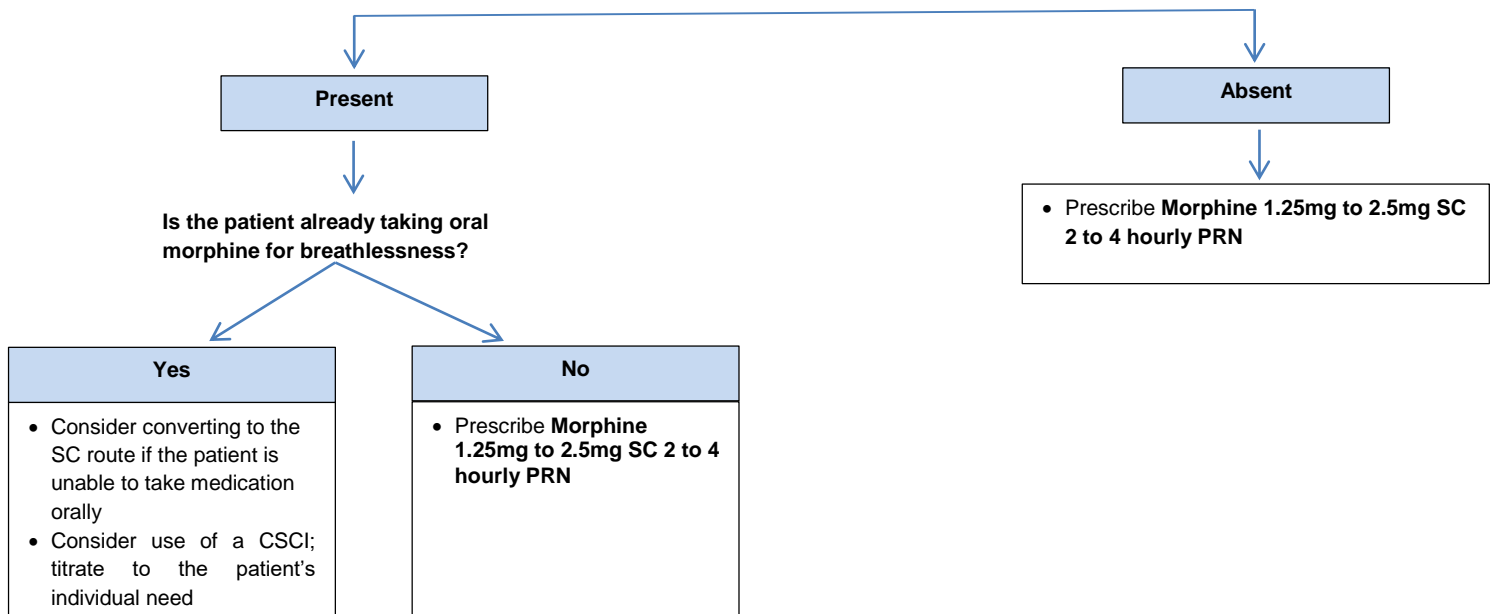 Present
Absent
Is the patient already taking oral
morphine for breathlessness?
• Prescribe Morphine 1.25mg to 2.5mg SC
2 to 4 hourly PRN
Yes
• Consider converting to the
SC route if the patient is
unable to take medication
orally
• Consider use of a CSCI;
titrate to the patient's
individual need
No
• Prescribe Morphine
1.25mg to 2.5mg SC 2 to 4
hourly PRN